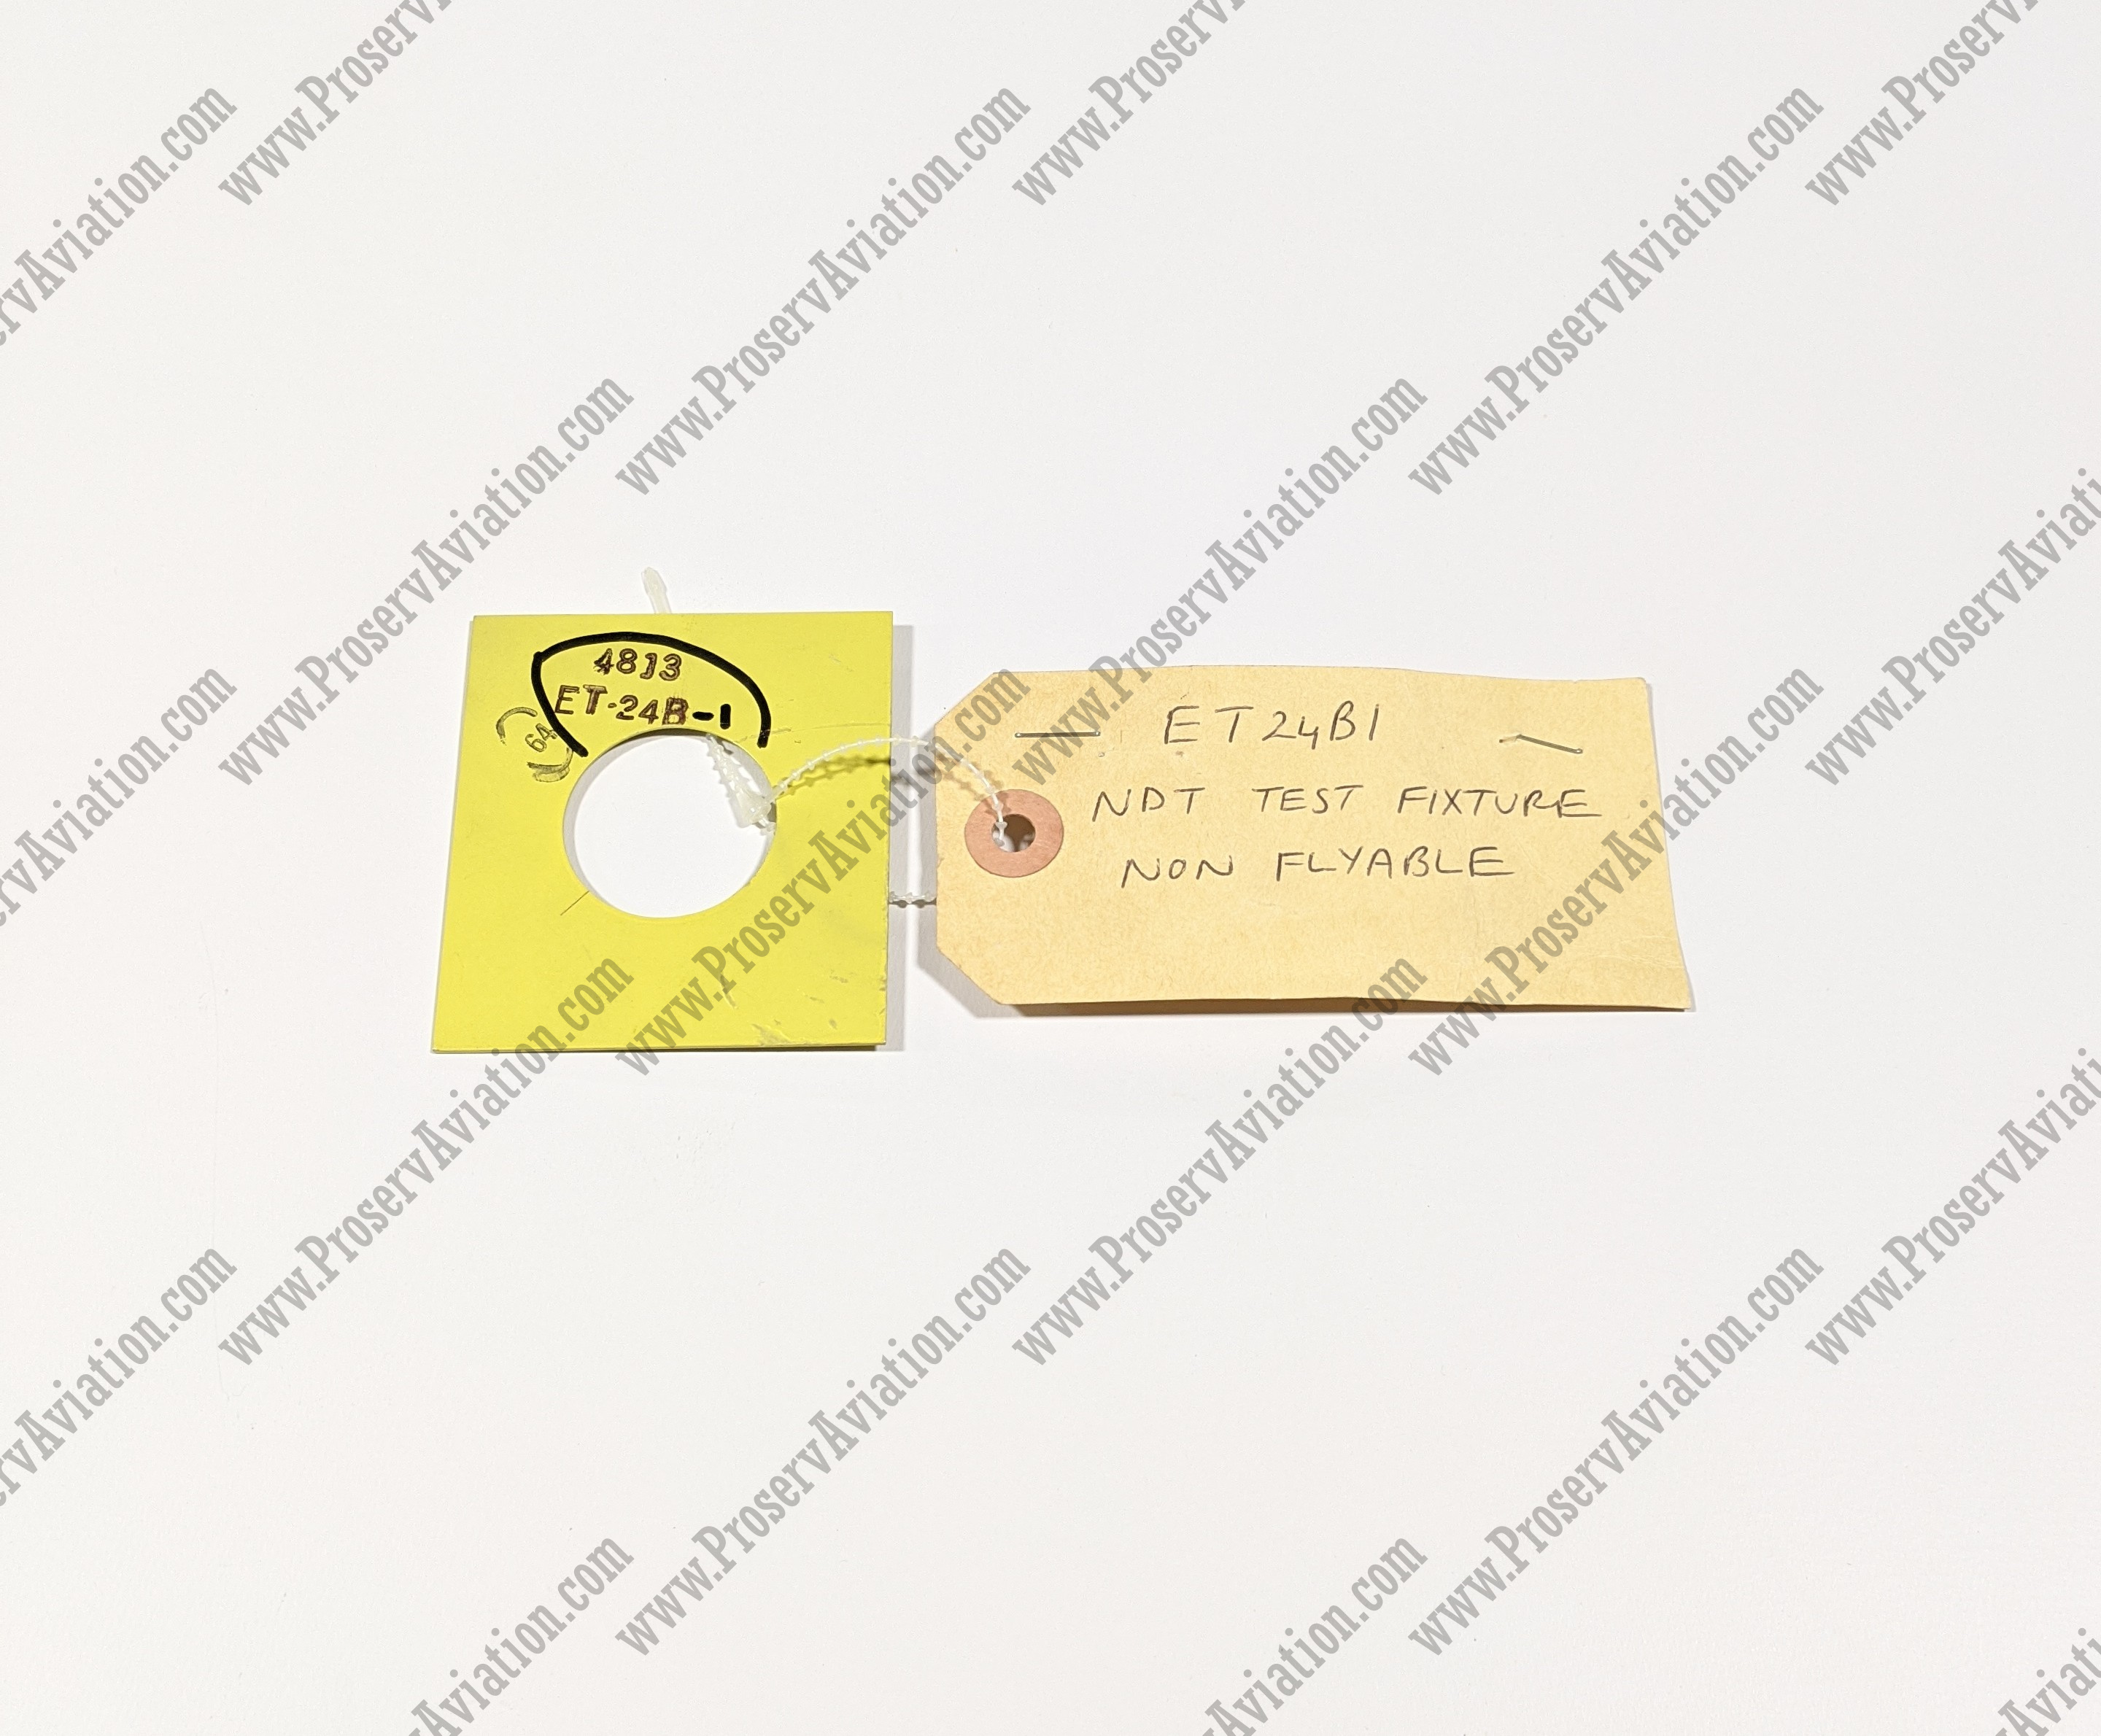 4813
ET-24B-1
64
ET24B1
NDT TEST FIXTURE
NON FLYABLE
www.ProservAviation.com